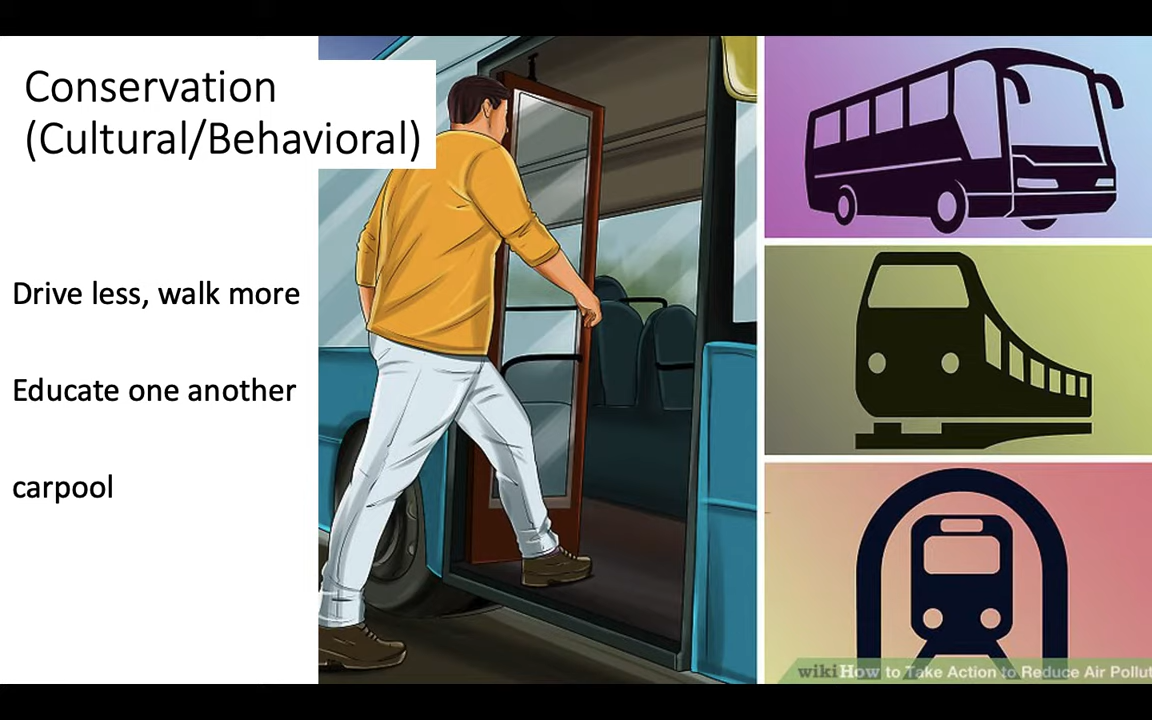 Conservation
(Cultural/Behavioral)
Drive less, walk more
Educate one another
carpool
wikiHow to Take Action to Reduce Air Pollut